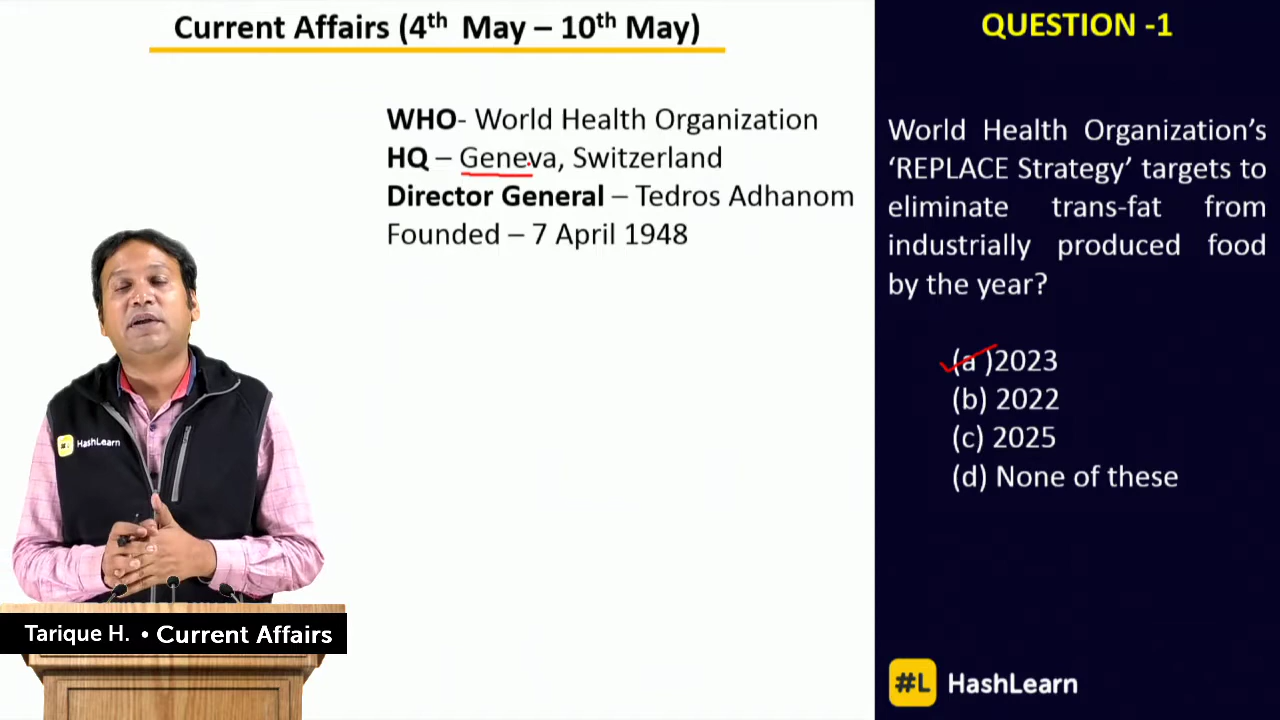 Current Affairs (4th May – 10th May)
WHO- World Health Organization
HQ – Geneva, Switzerland
Director General – Tedros Adhanom
Founded – 7 April 1948
HashLearn
Tarique H. • Current Affairs
QUESTION -1
World Health Organization's
‘REPLACE Strategy’ targets to
eliminate trans-fat from
industrially produced food
by the year?
(a )2023
(b) 2022
(c) 2025
(d) None of these
#L HashLearn